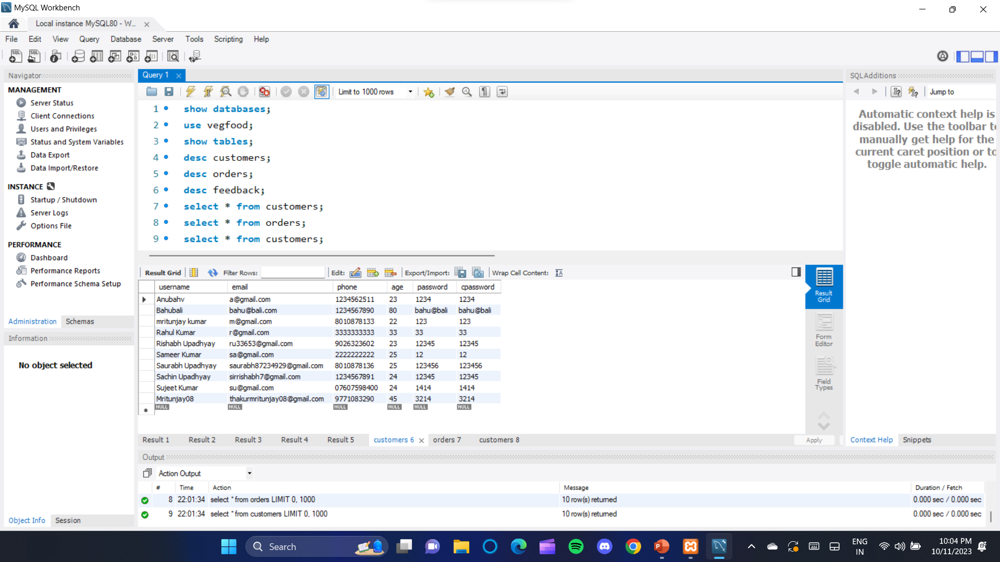 MySQL Workbench
Local instance MySQL80 - W...
File Edit View Query Database Server Tools Scripting Help
Navigator
MANAGEMENT
Server Status
Client Connections
Users and Privileges
Status and System Variables
Data Export
Data Import/Restore
INSTANCE
Startup / Shutdown
Server Logs
Options File
PERFORMANCE
Dashboard
Performance Reports
Performance Schema Setup
Administration Schemas
Information
No object selected
Object Info Session
Query 1
Limit to 1000 rows
1 show databases;
2 use vegfood;
3 show tables;
4 desc customers;
5 desc orders;
6 desc feedback;
7 select * from customers;
8 select * from orders;
9 select * from customers;
Result Grid Filter Rows: Edit: Export/Import: Wrap Cell Content:
username email phone age password cpassword
Anubahv a@gmail.com 1234562511 23 1234 1234
Bahubali bahu@bali.com 1234567890 80 bahu@bali bahu@bali
mritunjay kumar m@gmail.com 8010878133 22 123 123
Rahul Kumar r@gmail.com 3333333333 33 33 33
Rishabh Upadhyay ru33653@gmail.com 9026323602 23 12345 12345
Sameer Kumar sa@gmail.com 2222222222 25 12 12
Saurabh Upadhyay saurabh87234929@gmail.com 8010878136 25 123456 123456
Sachin Upadhyay sirrishabh7@gmail.com 1234567891 24 12345 12345
Sujeet Kumar su@gmail.com 07607598400 24 1414 1414
Mritunjay08 thakurmritunjay08@gmail.com 9771083290 45 3214 3214
NULL NULL NULL NULL NULL NULL
Result Grid
Form Editor
Field Types
Result 1 Result 2 Result 3 Result 4 Result 5 customers 6 orders 7 customers 8
Apply
SQLAdditions
Jump to
Automatic context help is
disabled. Use the toolbar to
manually get help for the
current caret position or to
toggle automatic help.
Context Help Snippets
Output
Action Output
# Time Action Message Duration / Fetch
8 22:01:34 select * from orders LIMIT 0, 1000 10 row(s) returned 0.000 sec / 0.000 sec
9 22:01:34 select * from customers LIMIT 0, 1000 10 row(s) returned 0.000 sec / 0.000 sec
Search
ENG
IN
10:04 PM
10/11/2023